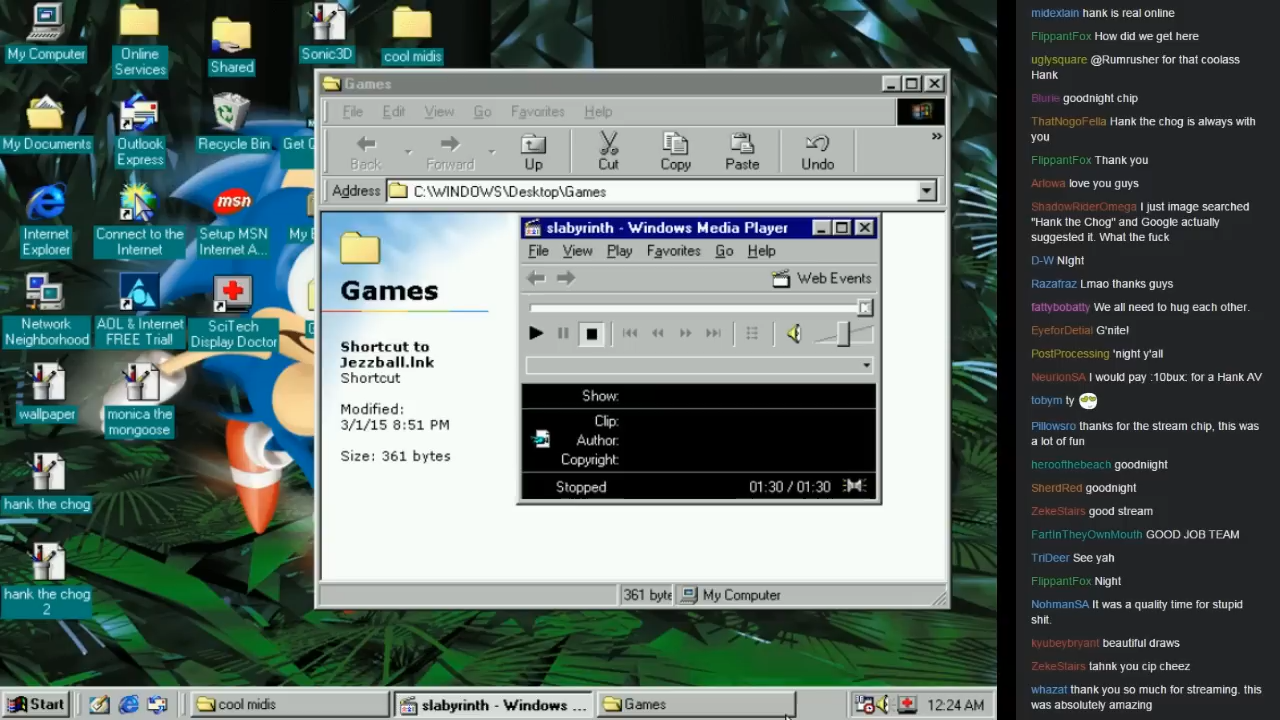 My Computer
Online
Services
Shared
Sonic3D
cool midis
My Documents
Outlook
Express
Recycle Bin
Get
Internet
Explorer
Connect to the
Internet
msn
Setup MSN
Internet A...
My
Network
Neighborhood
AOL & Internet
FREE Trial!
SciTech
Display Doctor
wallpaper
monica the
mongoose
hank the chog
hank the chog
2
Games
File Edit View Go Favorites Help
Back Forward Up Cut Copy Paste Undo »
Address C:\WINDOWS\Desktop\Games
Games
Shortcut to
Jezzball.lnk
Shortcut
Modified:
3/1/15 8:51 PM
Size: 361 bytes
slabyrinth - Windows Media Player
File View Play Favorites Go Help
Web Events
Show:
Clip:
Author:
Copyright:
Stopped 01:30 / 01:30
361 byte My Computer
Start cool midis slabyrinth - Windows ... Games 12:24 AM
midexlain hank is real online
FlippantFox How did we get here
uglysquare @Rumrusher for that coolass
Hank
Blurie goodnight chip
ThatNogoFella Hank the chog is always with
you
FlippantFox Thank you
Arlowa love you guys
ShadowRiderOmega I just image searched
"Hank the Chog" and Google actually
suggested it. What the fuck
D-W NIght
Razafraz Lmao thanks guys
fattybobatty We all need to hug each other.
EyeforDetial G'nite!
PostProcessing 'night y'all
NeurionSA I would pay :10bux: for a Hank AV
tobym ty
Pillowsro thanks for the stream chip, this was
a lot of fun
herooftthebeach goodniight
SherdRed goodnight
ZekeStairs good stream
FartInTheyOwnMouth GOOD JOB TEAM
TriDeer See yah
FlippantFox Night
NohmanSA It was a quality time for stupid
shit.
kyubeybryant beautiful draws
ZekeStairs tahnk you cip cheez
whazat thank you so much for streaming. this
was absolutely amazing